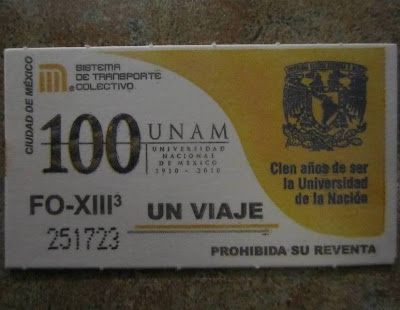 CIUDAD DE MÉXICO
SISTEMA
DE TRANSPORTE
COLECTIVO
100 UNAM
UNIVERSIDAD
NACIONAL
DE MÉXICO
1910 - 2010
Cien años de ser
la Universidad
de la Nación
FO-XIII³
UN VIAJE
251723
PROHIBIDA SU REVENTA